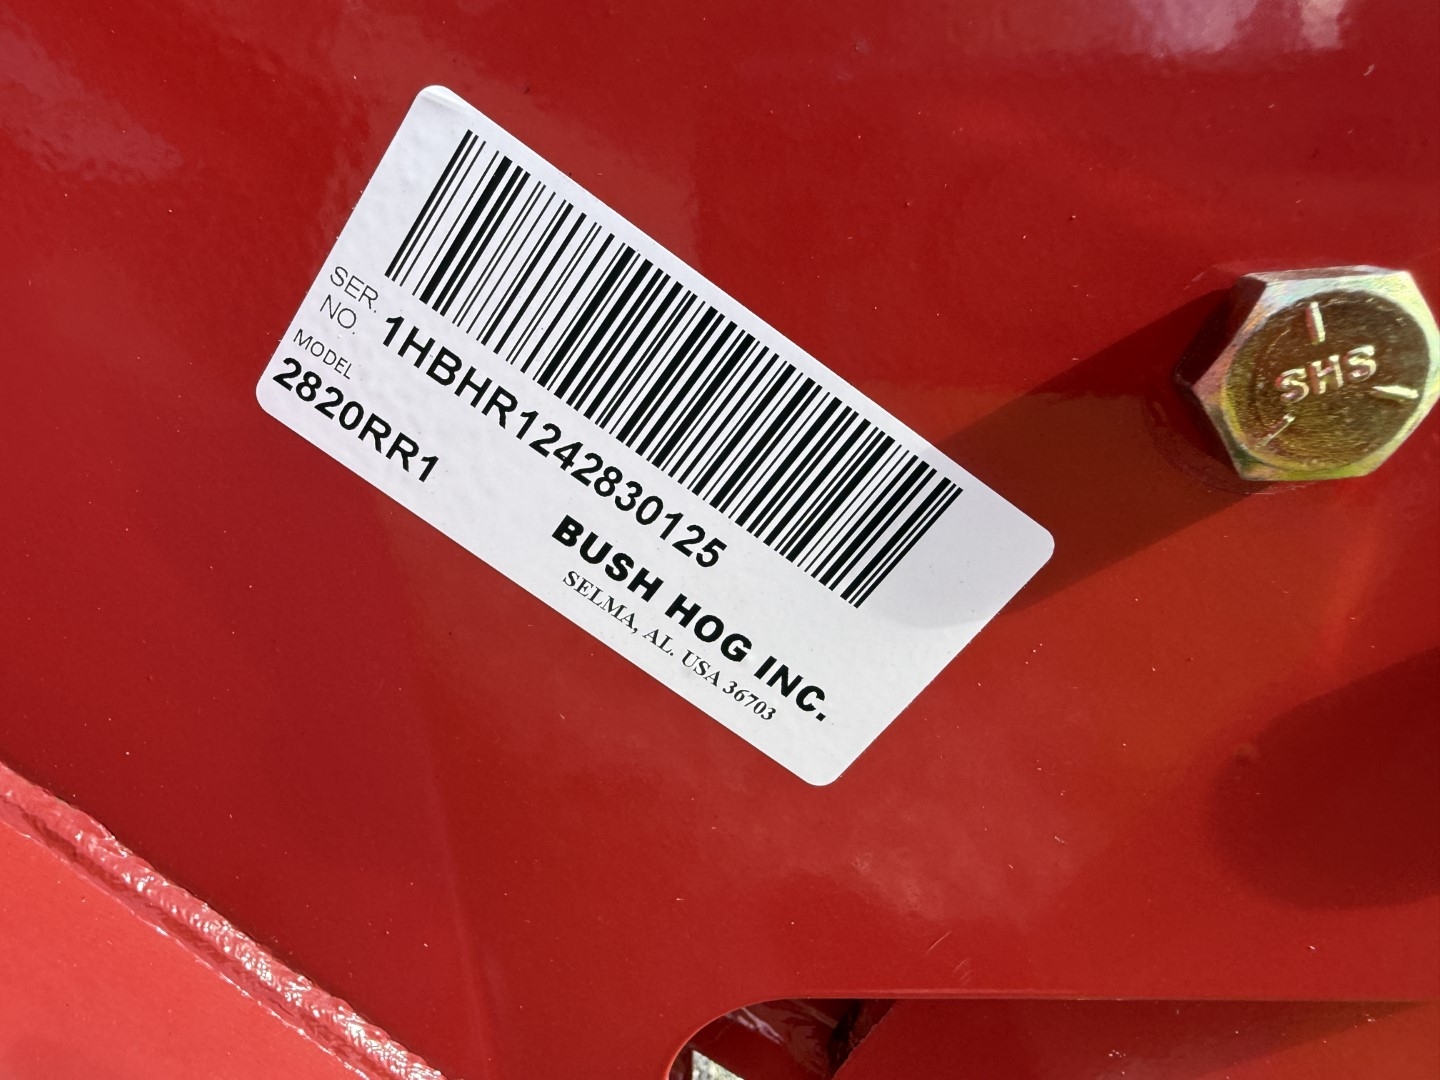 SER.
NO. 1HBHR1242830125
MODEL
2820RR1
BUSH HOG INC.
SELMA, AL. USA 36703
SHS